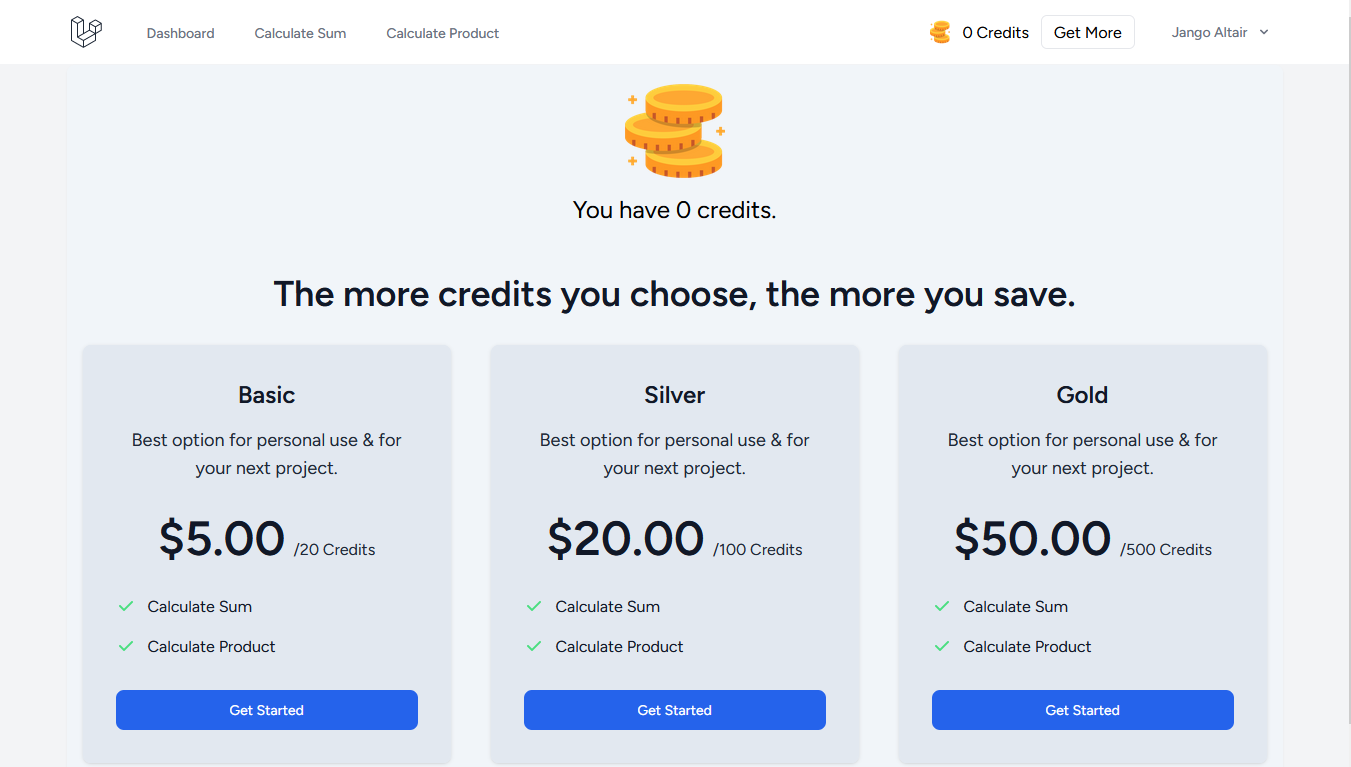 Dashboard
Calculate Sum
Calculate Product
0 Credits
Get More
Jango Altair
You have 0 credits.
The more credits you choose, the more you save.
Basic
Best option for personal use & for
your next project.
$5.00 /20 Credits
Calculate Sum
Calculate Product
Get Started
Silver
Best option for personal use & for
your next project.
$20.00 /100 Credits
Calculate Sum
Calculate Product
Get Started
Gold
Best option for personal use & for
your next project.
$50.00 /500 Credits
Calculate Sum
Calculate Product
Get Started